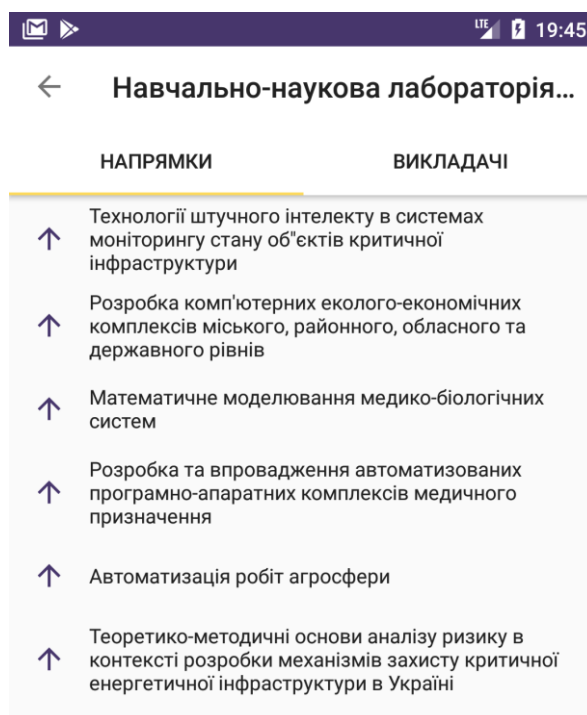 LTE 19:45
Навчально-наукова лабораторія...
НАПРЯМКИ ВИКЛАДАЧІ
Технології штучного інтелекту в системах
моніторингу стану об"єктів критичної
інфраструктури
Розробка комп'ютерних еколого-економічних
комплексів міського, районного, обласного та
державного рівнів
Математичне моделювання медико-біологічних
систем
Розробка та впровадження автоматизованих
програмно-апаратних комплексів медичного
призначення
Автоматизація робіт агросфери
Теоретико-методичні основи аналізу ризику в
контексті розробки механізмів захисту критичної
енергетичної інфраструктури в Україні